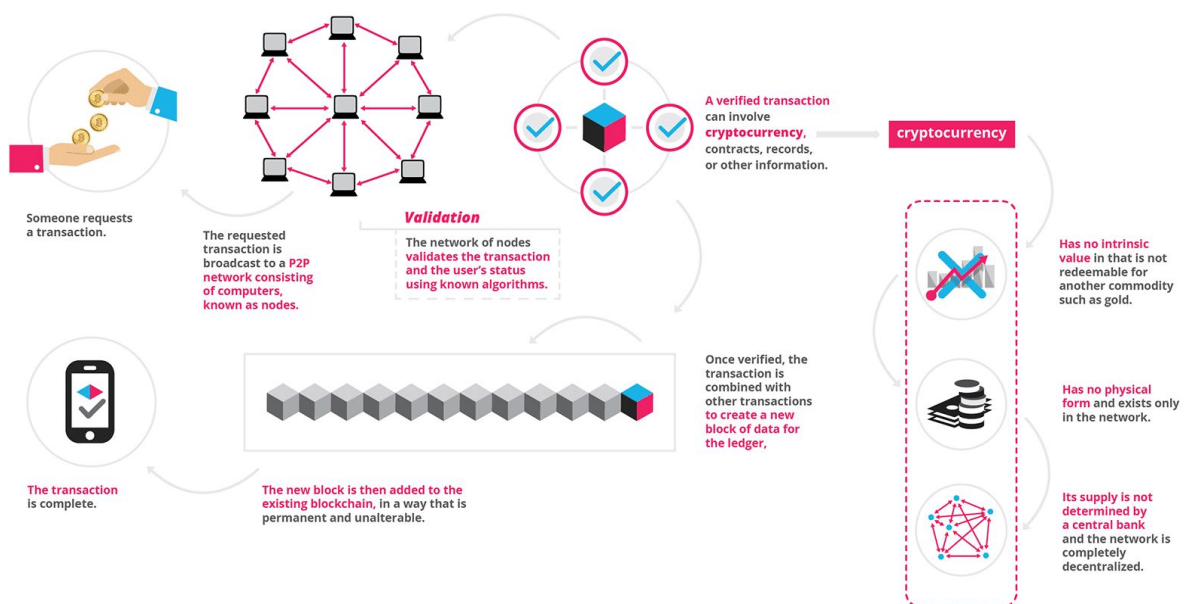 Someone requests
a transaction.
The requested
transaction is
broadcast to a P2P
network consisting
of computers,
known as nodes.
Validation
The network of nodes
validates the transaction
and the user's status
using known algorithms.
A verified transaction
can involve
cryptocurrency,
contracts, records,
or other information.
cryptocurrency
Has no intrinsic
value in that is not
redeemable for
another commodity
such as gold.
Has no physical
form and exists only
in the network.
Its supply is not
determined by
a central bank
and the network is
completely
decentralized.
Once verified, the
transaction is
combined with
other transactions
to create a new
block of data for
the ledger,
The new block is then added to the
existing blockchain, in a way that is
permanent and unalterable.
The transaction
is complete.